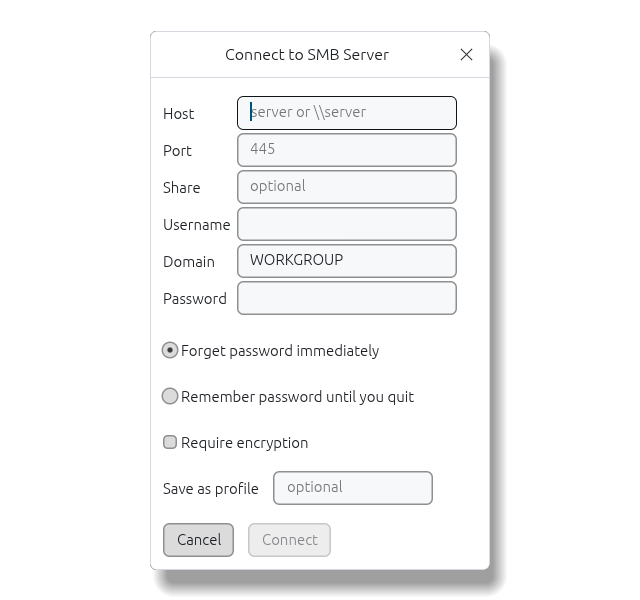 Connect to SMB Server
Host server or \\server
Port 445
Share optional
Username
Domain WORKGROUP
Password
Forget password immediately
Remember password until you quit
Require encryption
Save as profile optional
Cancel Connect